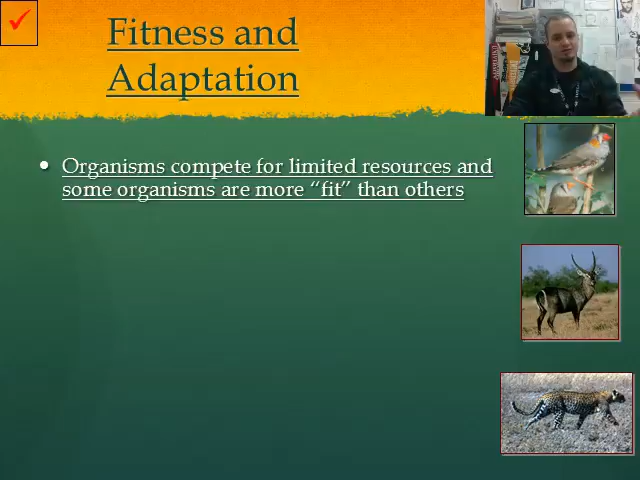 Fitness and
Adaptation
Organisms compete for limited resources and
some organisms are more “fit” than others